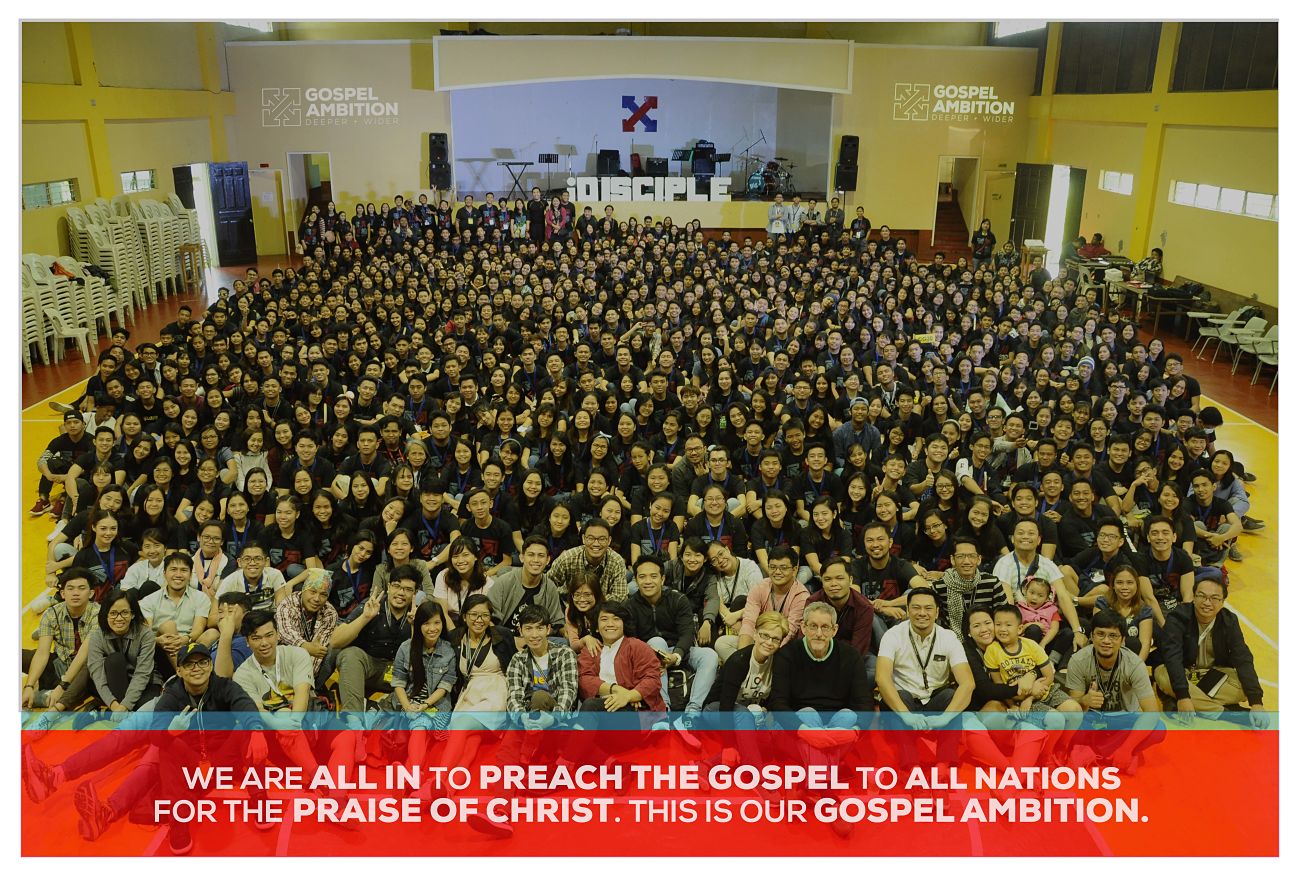 GOSPEL
AMBITION
DEEPER + WIDER
GOSPEL
AMBITION
DEEPER + WIDER
iDISCIPLE
GOTHAM
WE ARE ALL IN TO PREACH THE GOSPEL TO ALL NATIONS
FOR THE PRAISE OF CHRIST. THIS IS OUR GOSPEL AMBITION.